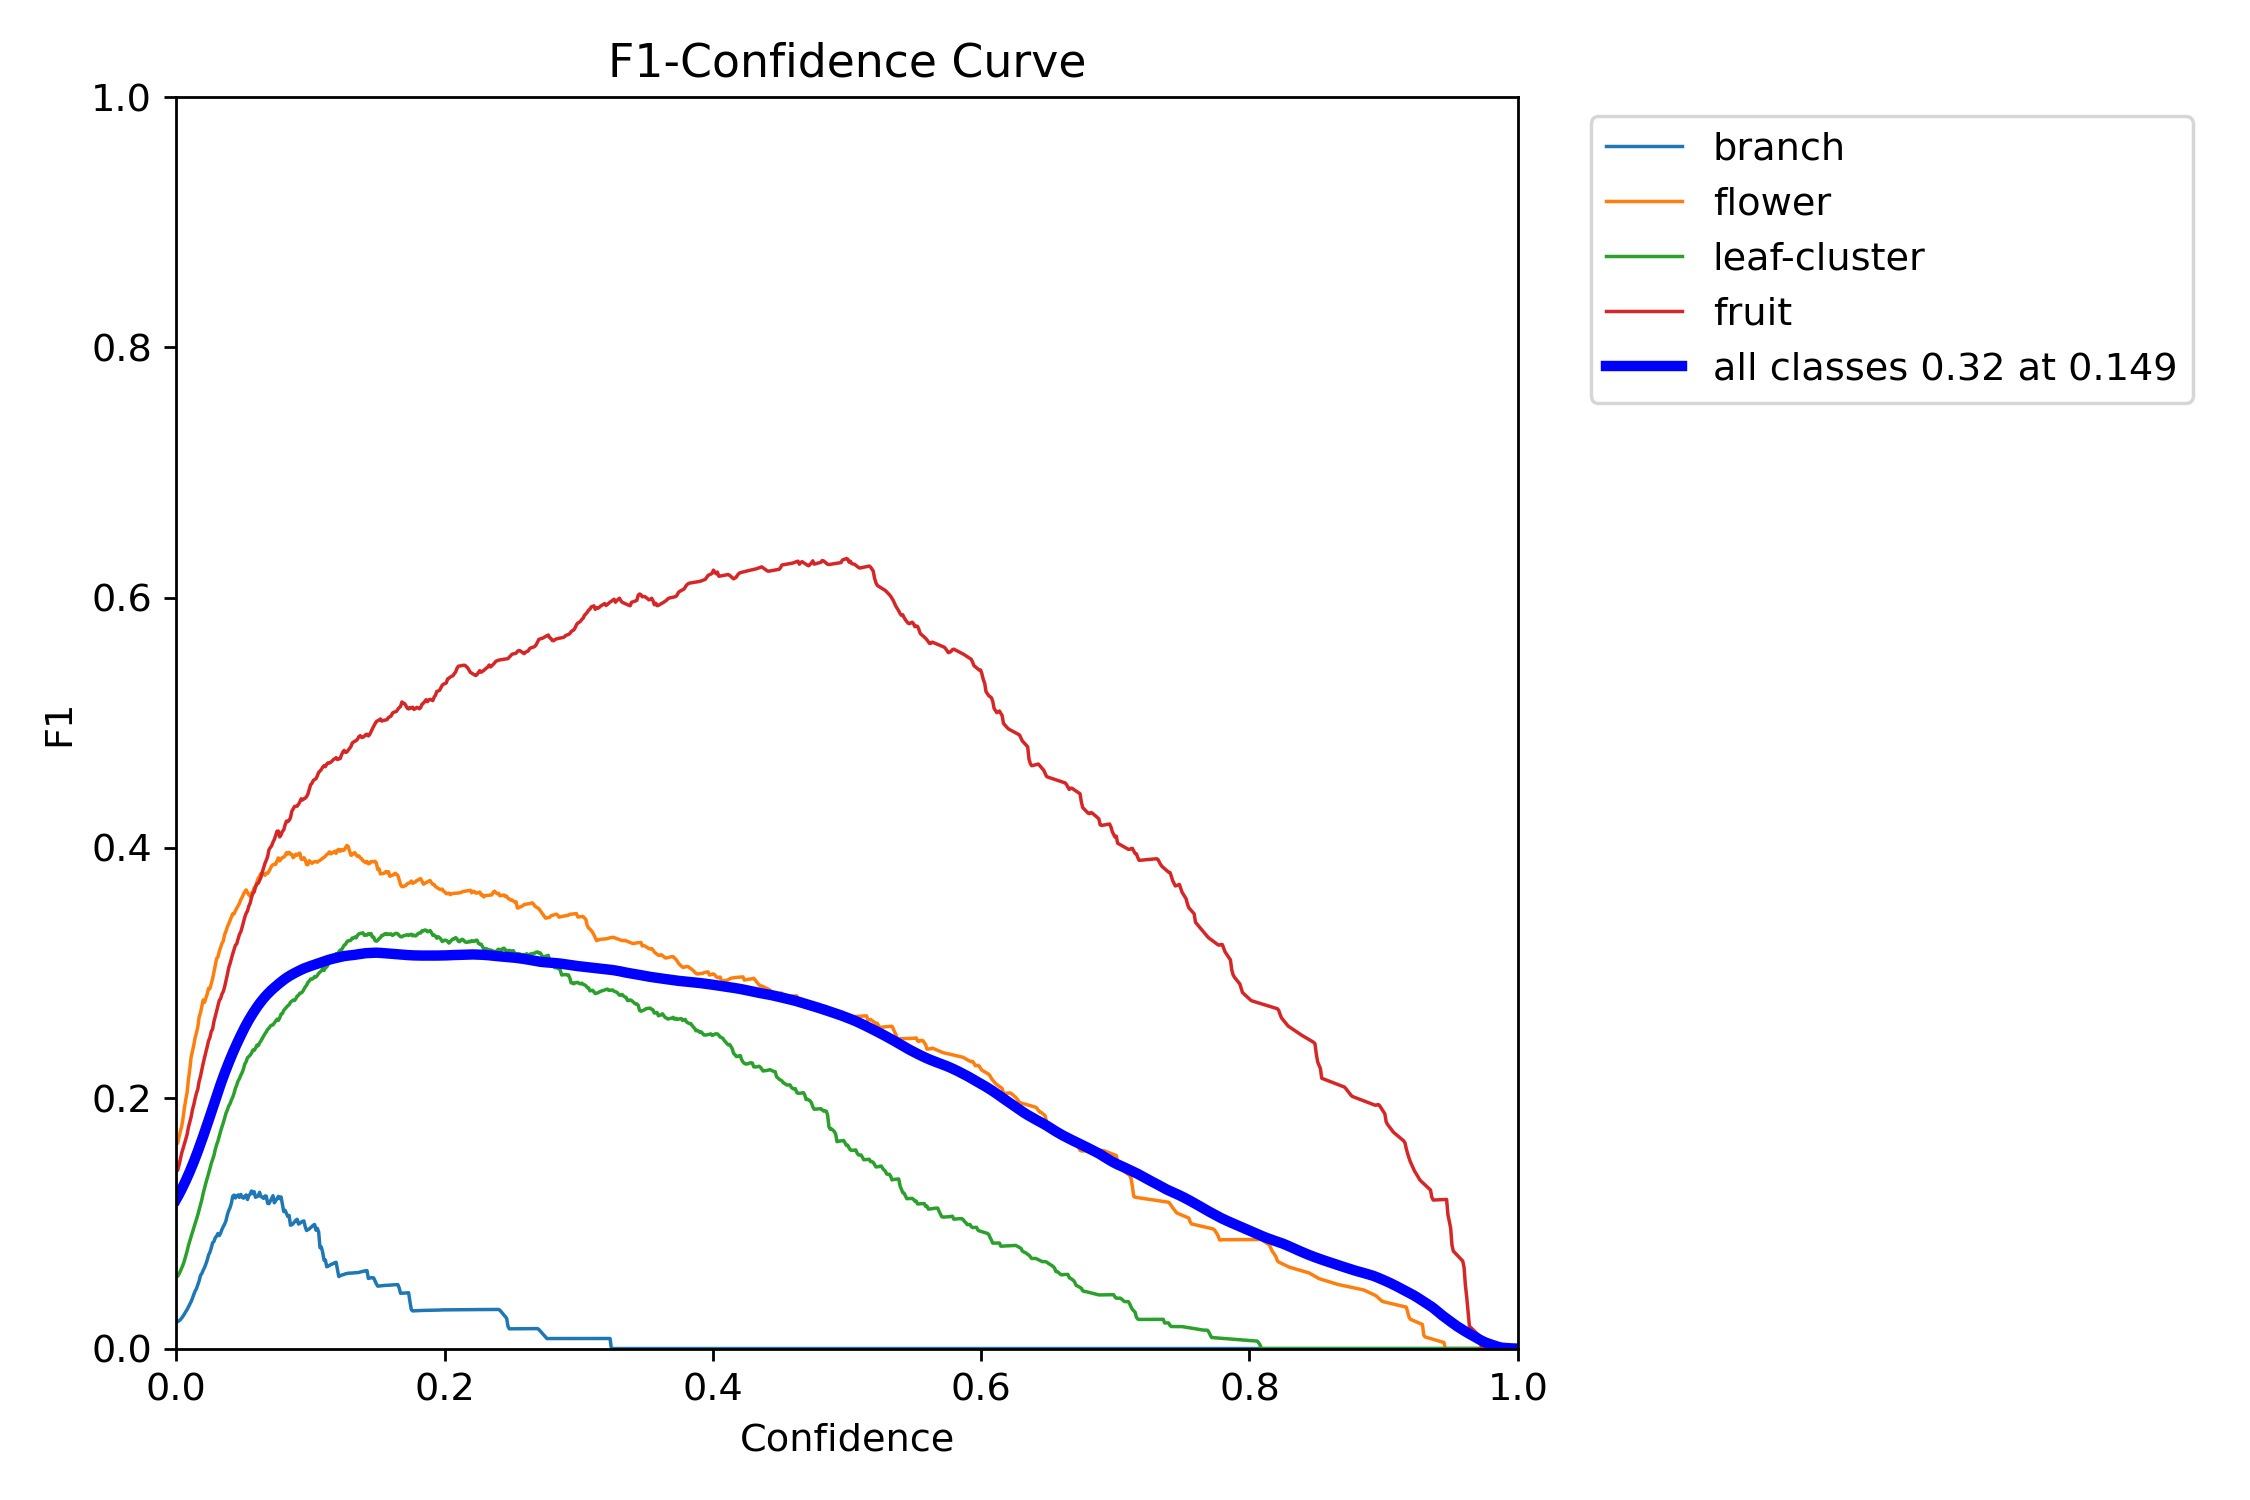 F1-Confidence Curve
1.0
0.8
0.6
0.4
0.2
0.0
F1
0.0 0.2 0.4 0.6 0.8 1.0
Confidence
branch
flower
leaf-cluster
fruit
all classes 0.32 at 0.149